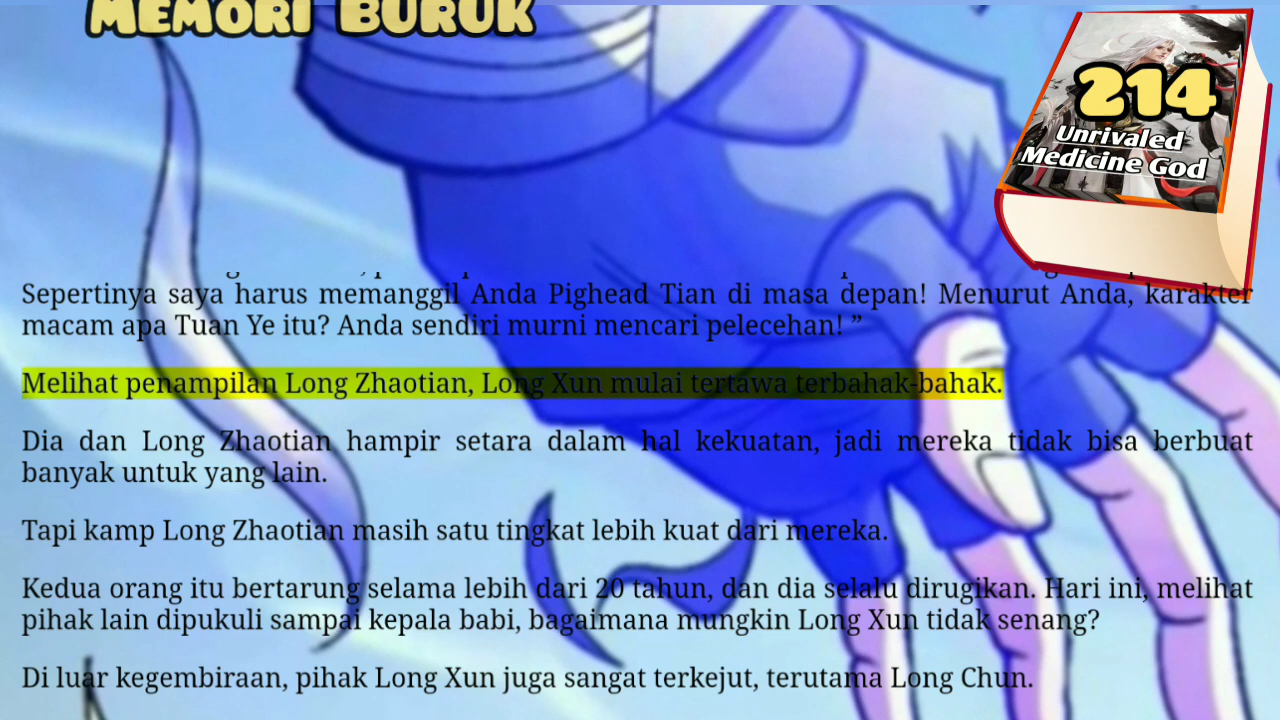 MEMORI BURUK
214
Unrivaled
Medicine God
Sepertinya saya harus memanggil Anda Pighead Tian di masa depan! Menurut Anda, karakter
macam apa Tuan Ye itu? Anda sendiri murni mencari pelecehan! ”
Melihat penampilan Long Zhaotian, Long Xun mulai tertawa terbahak-bahak.
Dia dan Long Zhaotian hampir setara dalam hal kekuatan, jadi mereka tidak bisa berbuat
banyak untuk yang lain.
Tapi kamp Long Zhaotian masih satu tingkat lebih kuat dari mereka.
Kedua orang itu bertarung selama lebih dari 20 tahun, dan dia selalu dirugikan. Hari ini, melihat
pihak lain dipukuli sampai kepala babi, bagaimana mungkin Long Xun tidak senang?
Di luar kegembiraan, pihak Long Xun juga sangat terkejut, terutama Long Chun.